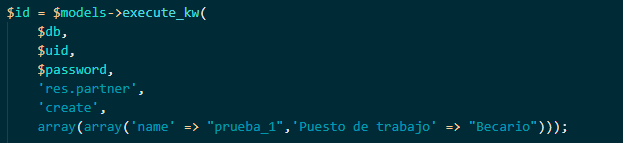 $id = $models->execute_kw(
$db,
$uid,
$password,
'res.partner',
'create',
array(array('name' => "prueba_1",'Puesto de trabajo' => "Becario")));